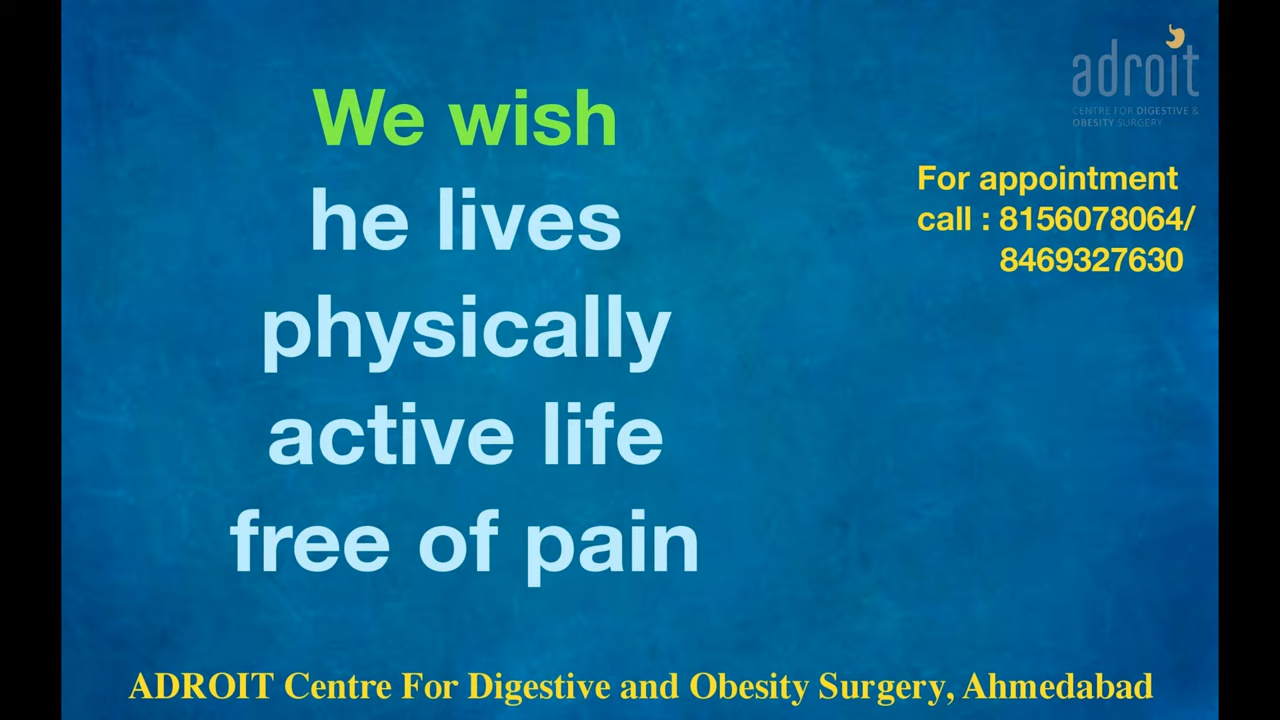 We wish
he lives
physically
active life
free of pain
adroit
CENTRE FOR DIGESTIVE &
OBESITY SURGERY
For appointment
call : 8156078064/
8469327630
ADROIT Centre For Digestive and Obesity Surgery, Ahmedabad